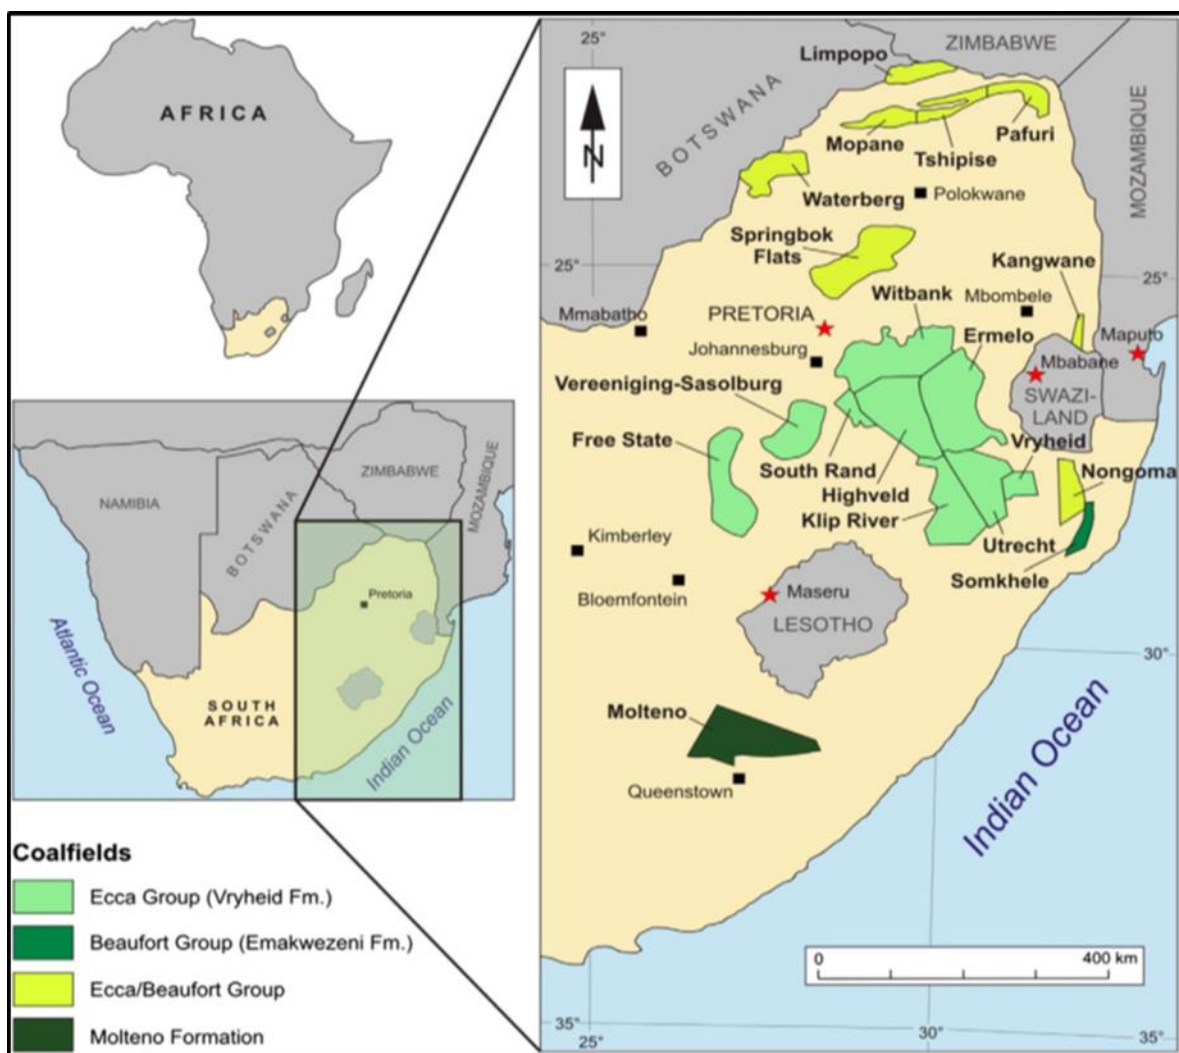 AFRICA
NAMIBIA
BOTSWANA
ZIMBABWE
MOZAMBIQUE
Pretoria
SOUTH
AFRICA
Atlantic Ocean
Indian Ocean
Coalfields
Ecca Group (Vryheid Fm.)
Beaufort Group (Emakwezeni Fm.)
Ecca/Beaufort Group
Molteno Formation
25°
N
BOTSWANA
ZIMBABWE
MOZAMBIQUE
Limpopo
Mopane
Tshipise
Pafuri
Waterberg
Polokwane
Springbok
Flats
25°
25°
Kangwane
Witbank
Mbombele
Mmabatho
PRETORIA
Ermelo
Maputo
Johannesburg
Mbabane
Vereeniging-Sasolburg
SWAZI-
LAND
Free State
Vryheid
South Rand
Nongoma
Highveld
Klip River
Kimberley
Utrecht
Somkhele
Bloemfontein
Maseru
LESOTHO
30°
Molteno
Queenstown
Indian Ocean
0
400 km
35°
25°
30°
35°